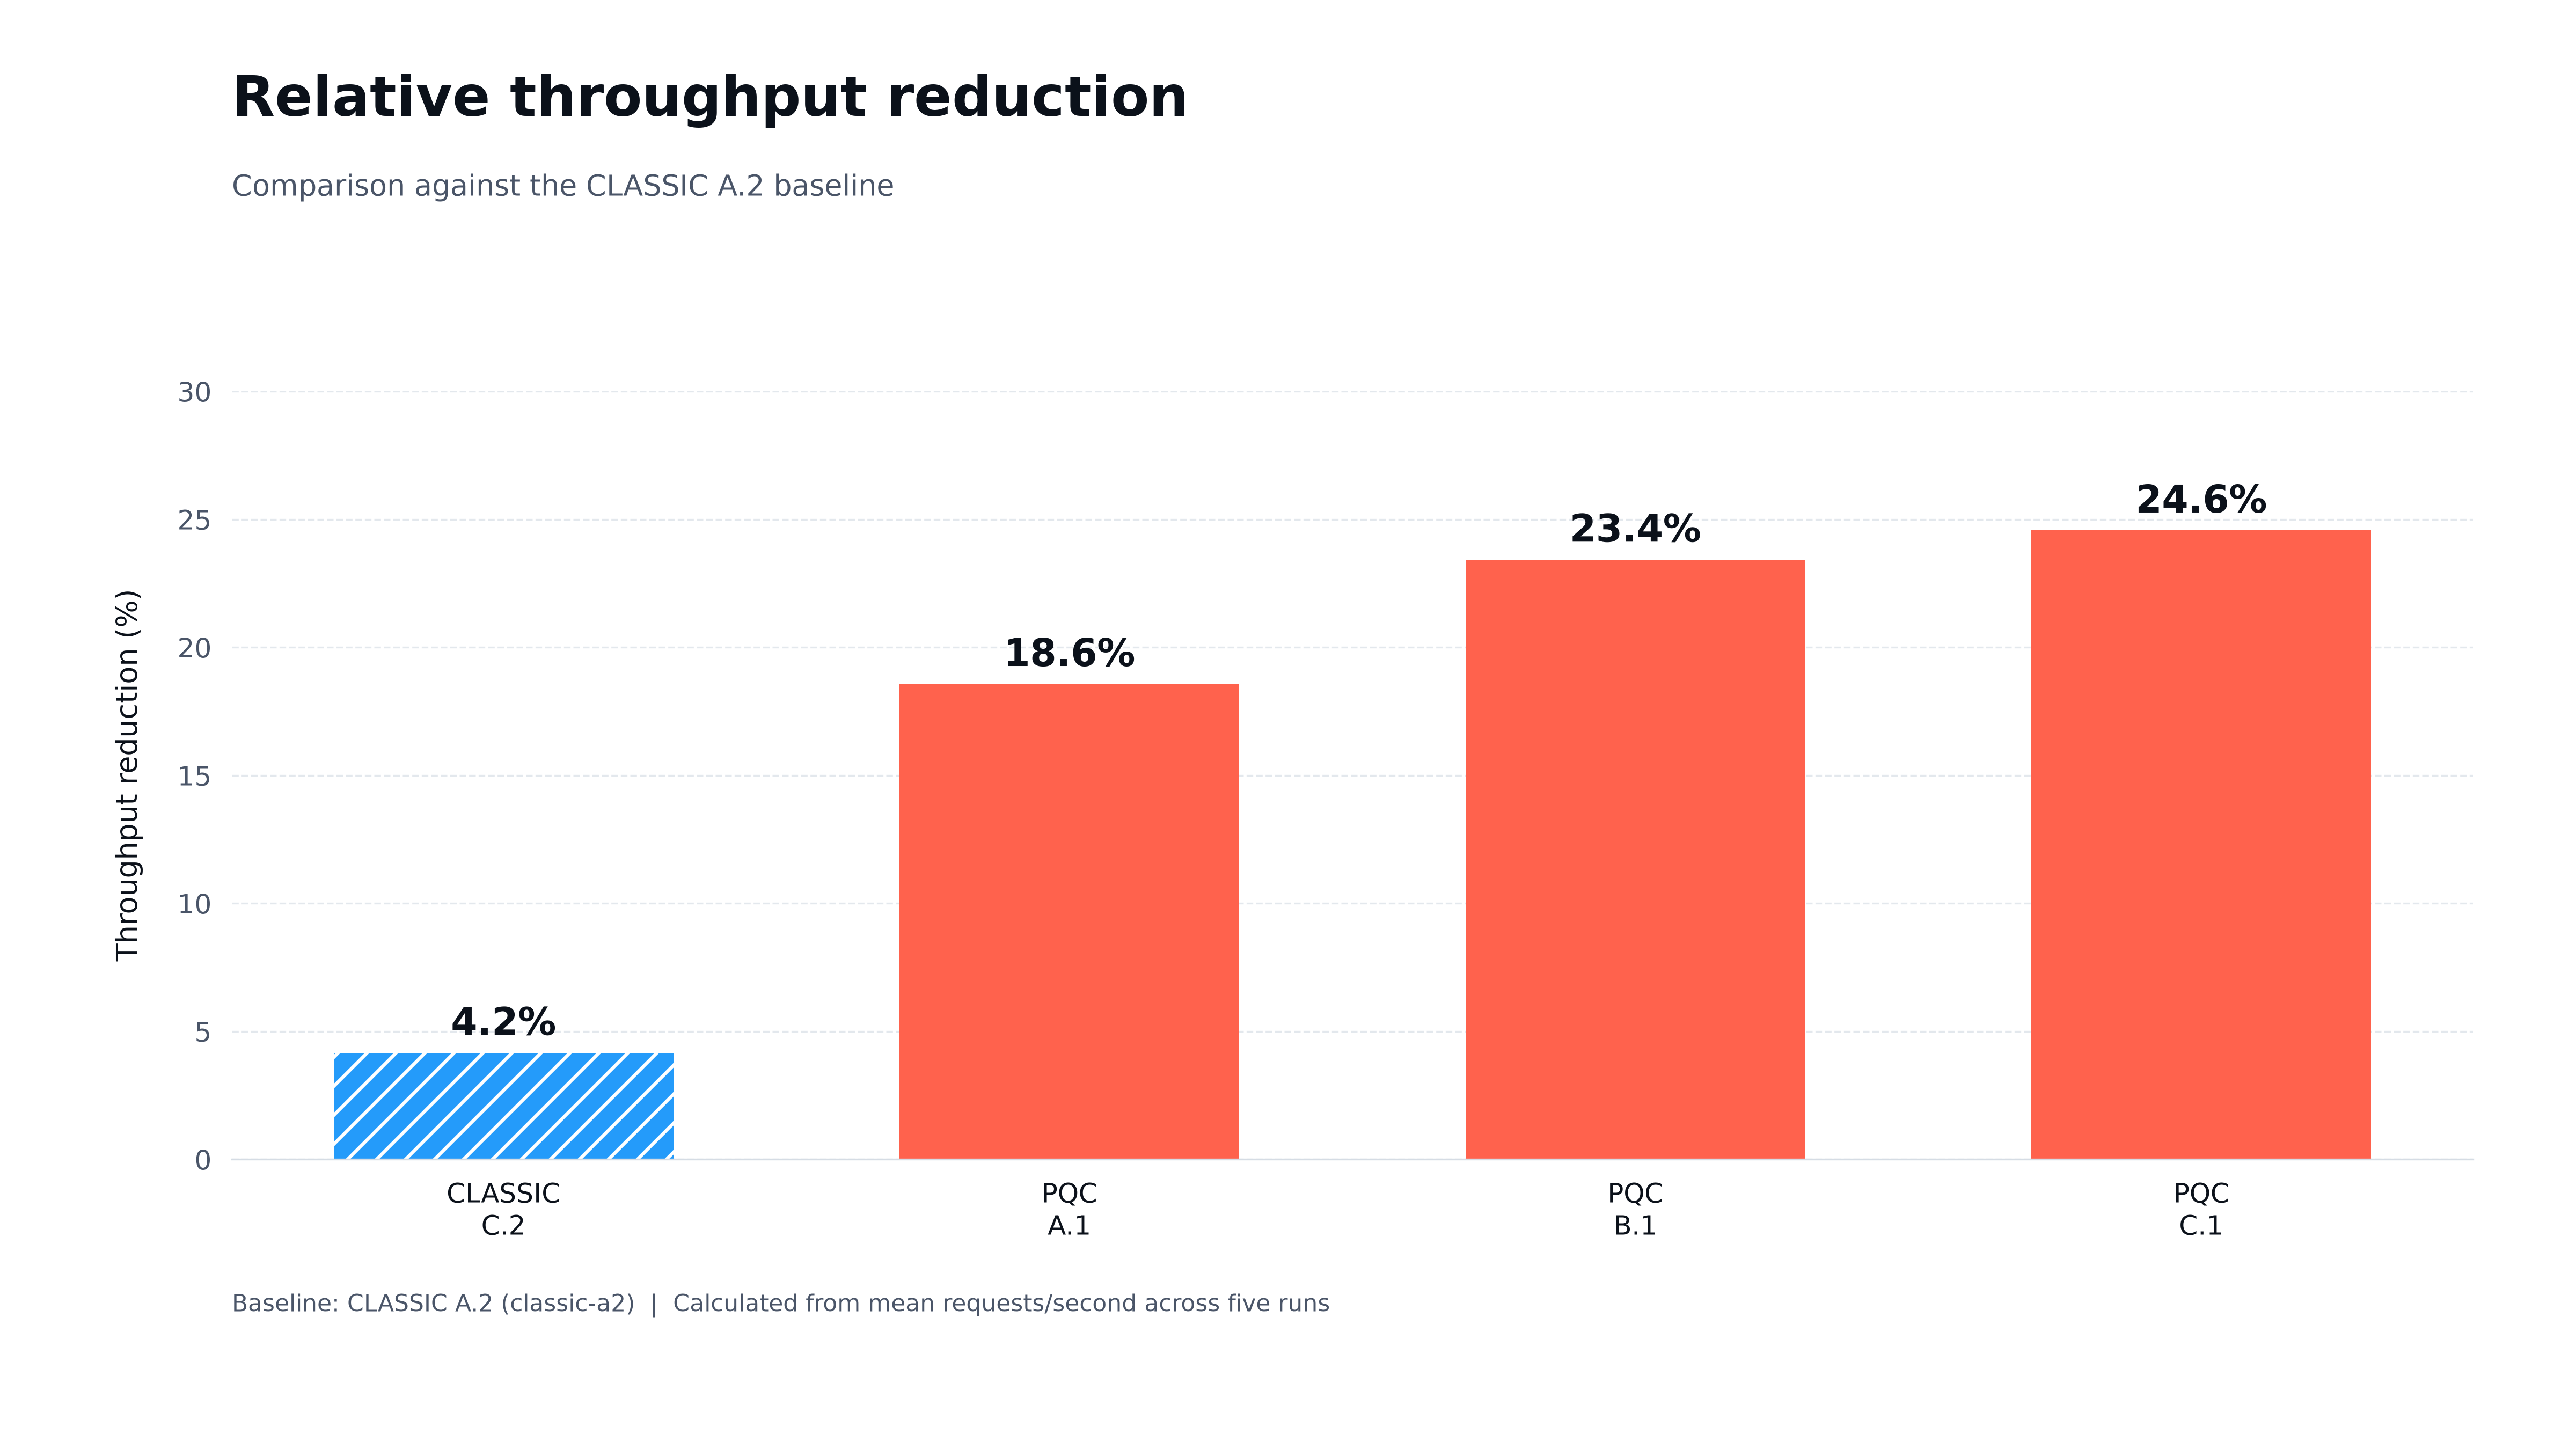 Relative throughput reduction
Comparison against the CLASSIC A.2 baseline
Throughput reduction (%)
30
25
20
15
10
5
0
4.2%
18.6%
23.4%
24.6%
CLASSIC
C.2
PQC
A.1
PQC
B.1
PQC
C.1
Baseline: CLASSIC A.2 (classic-a2) | Calculated from mean requests/second across five runs